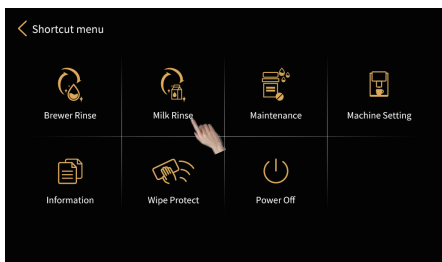 Shortcut menu
Brewer Rinse
Milk Rinse
Maintenance
Machine Setting
Information
Wipe Protect
Power Off